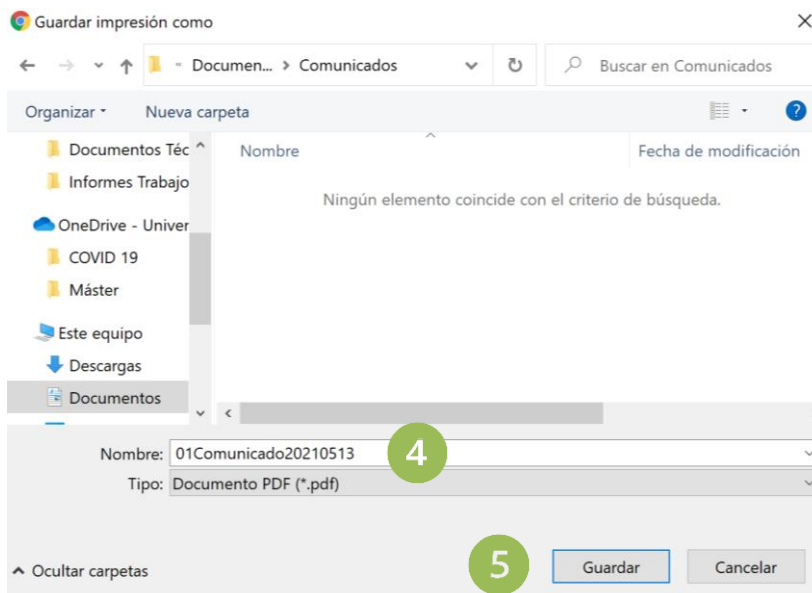 Guardar impresión como
Documen... > Comunicados
Buscar en Comunicados
Organizar
Nueva carpeta
?
Documentos Téc
Informes Trabajo
OneDrive - Univer
COVID 19
Máster
Este equipo
Descargas
Documentos
Nombre
Fecha de modificación
Ningún elemento coincide con el criterio de búsqueda.
Nombre: 01Comunicado20210513
4
Tipo: Documento PDF (*.pdf)
Ocultar carpetas
5
Guardar
Cancelar